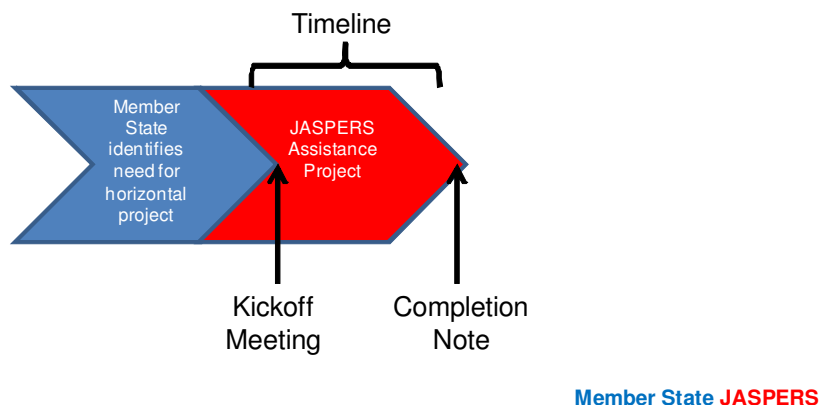 Timeline
Member
State
identifies
need for
horizontal
project
JASPERS
Assistance
Project
Kickoff
Meeting
Completion
Note
Member State JASPERS